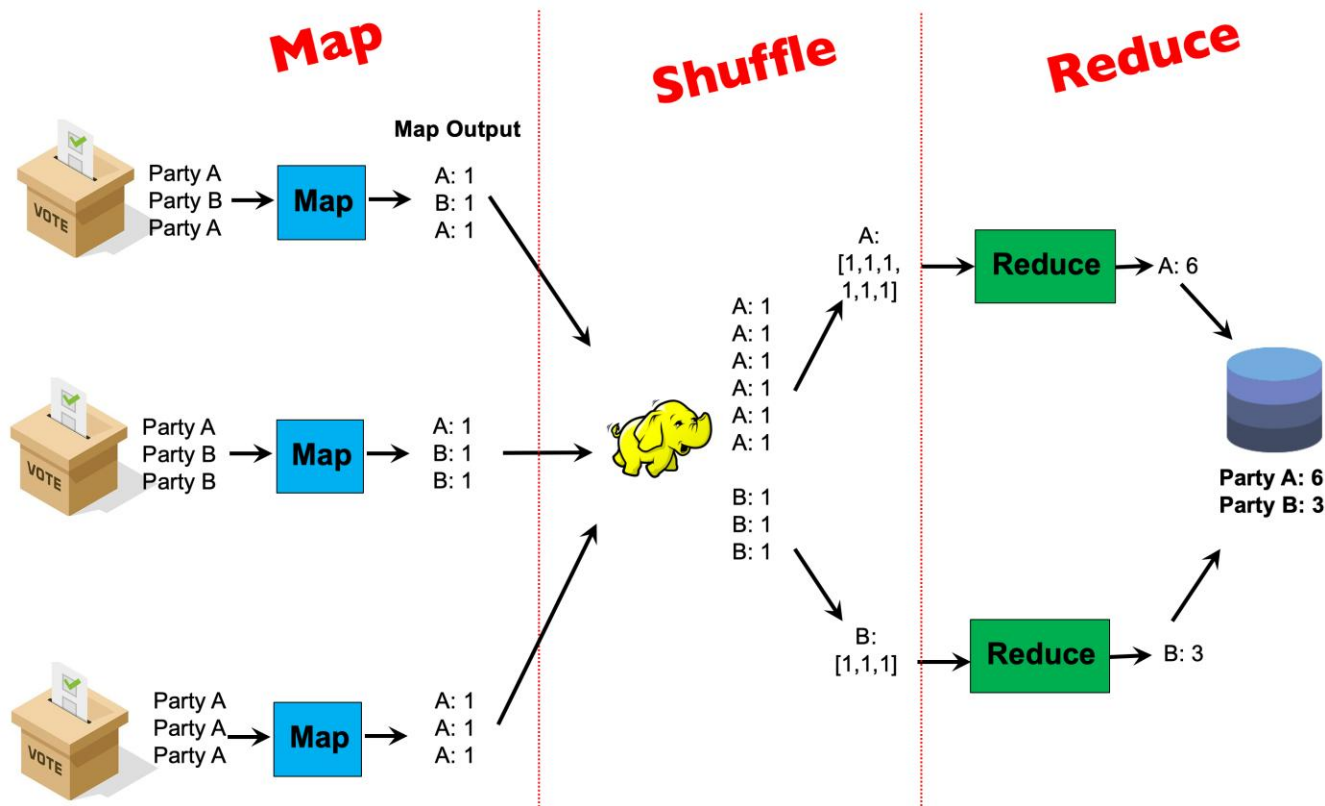 Map
Shuffle
Reduce
Map Output
VOTE
Party A
Party B
Party A
Map
A: 1
B: 1
A: 1
VOTE
Party A
Party B
Party B
Map
A: 1
B: 1
B: 1
VOTE
Party A
Party A
Party A
Map
A: 1
A: 1
A: 1
A: 1
A: 1
A: 1
A: 1
A: 1
A: 1
B: 1
B: 1
B: 1
A:
[1,1,1,
1,1,1]
B:
[1,1,1]
Reduce
A: 6
Reduce
B: 3
Party A: 6
Party B: 3